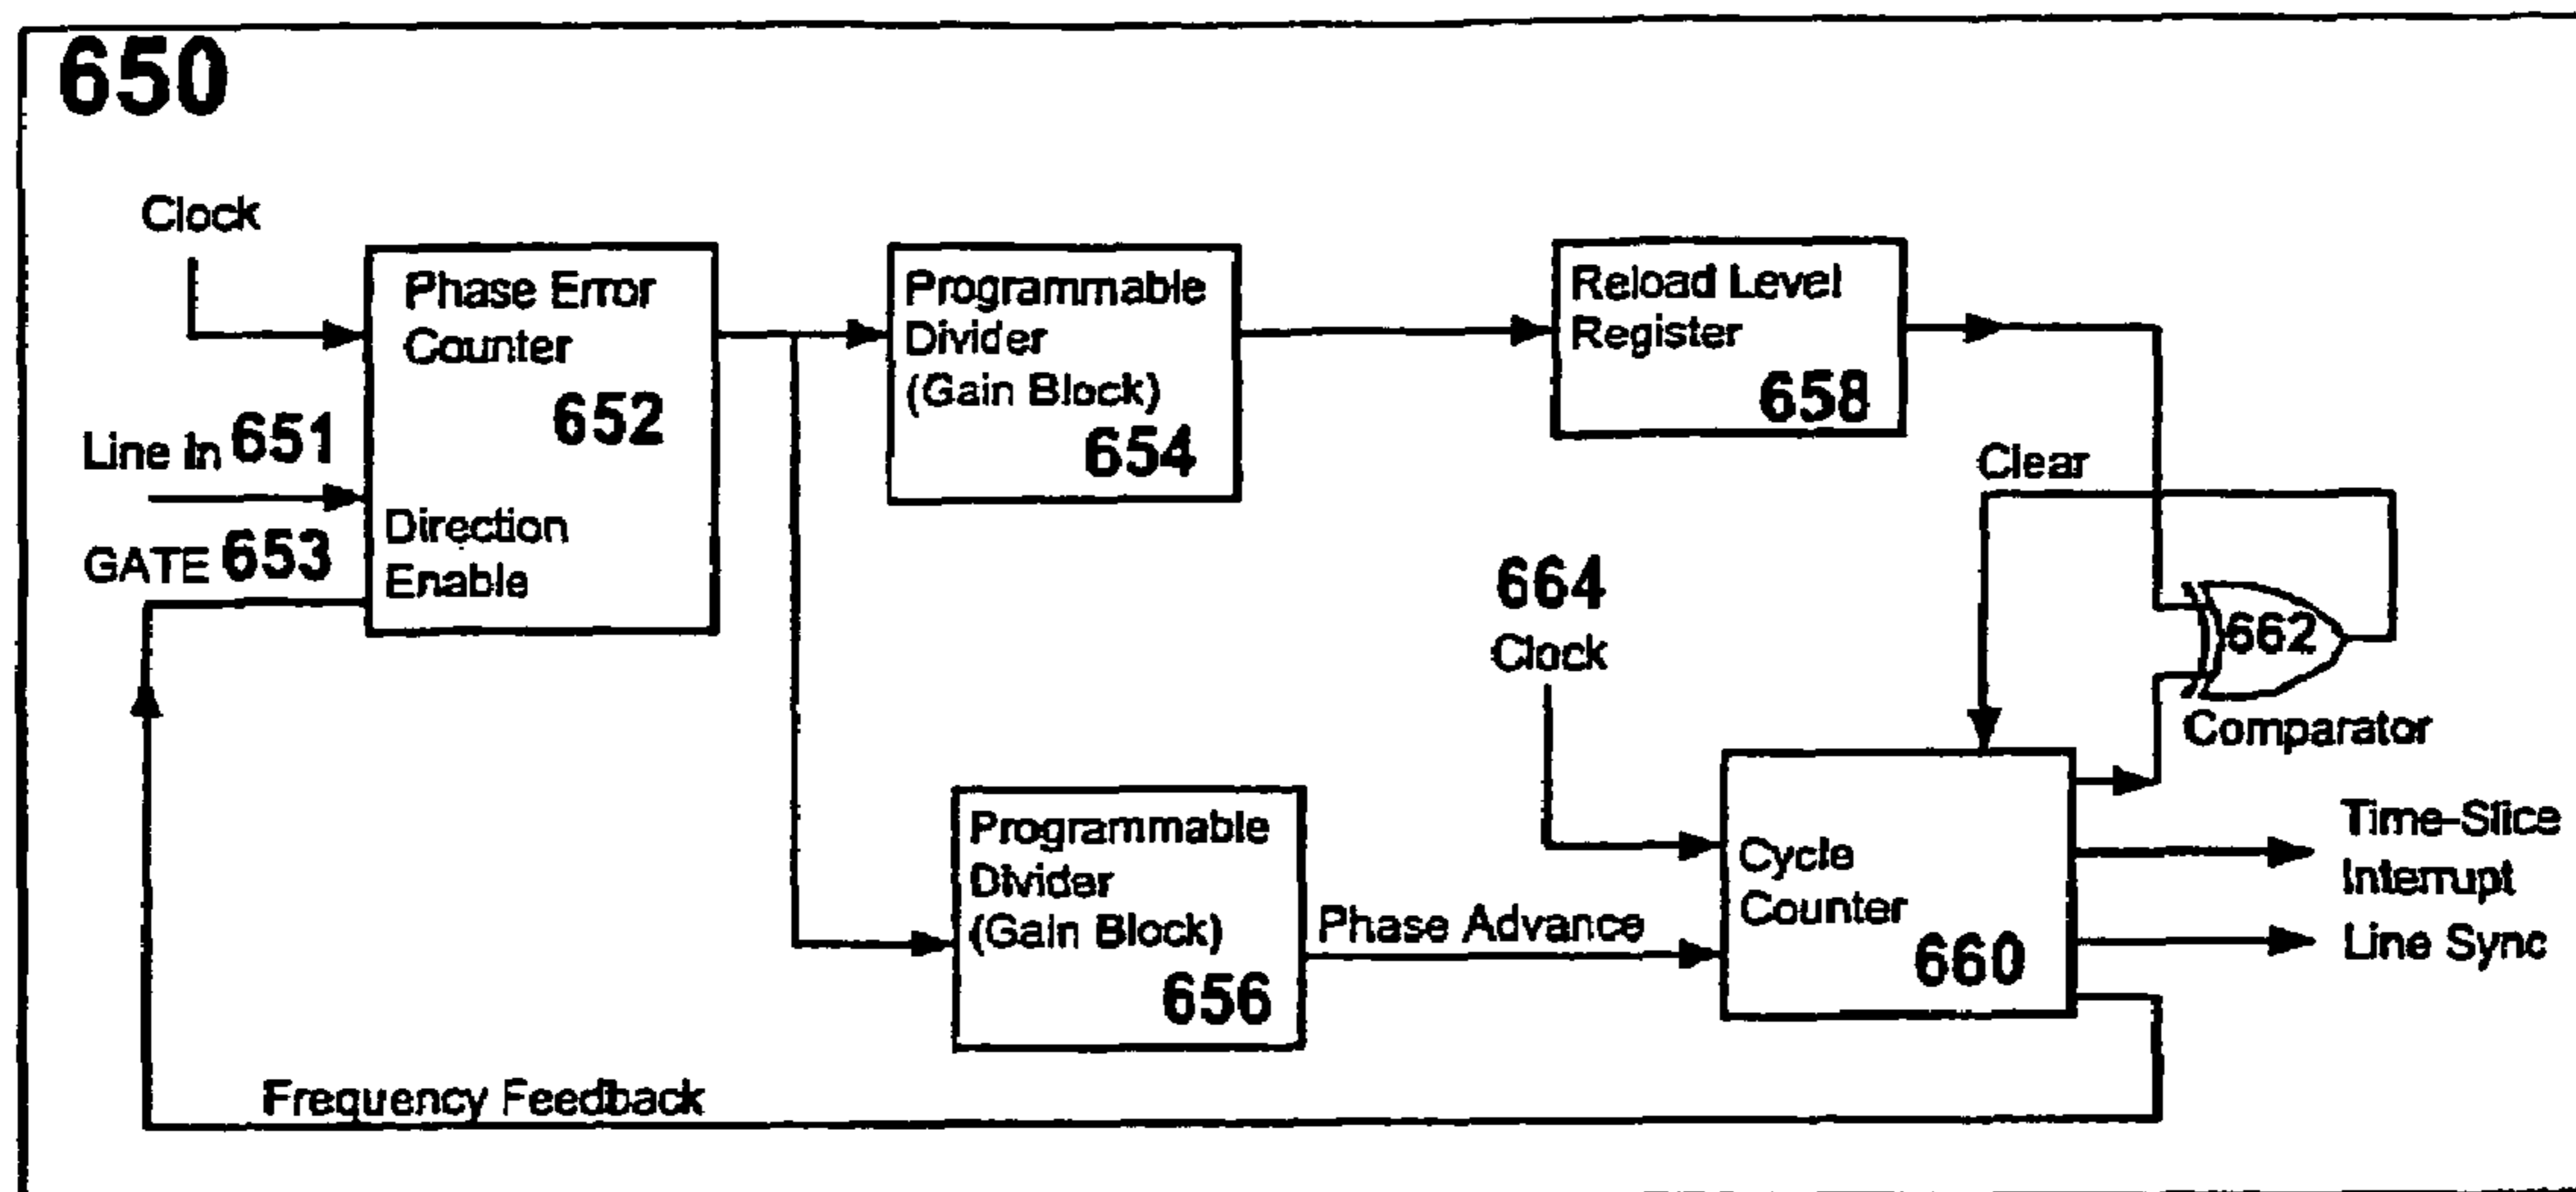 650
Clock
Phase Error
Counter
652
Line In 651
GATE 653
Direction
Enable
Programmable
Divider
(Gain Block)
654
Reload Level
Register
658
Clear
664
Clock
662
Comparator
Programmable
Divider
(Gain Block)
656
Phase Advance
Cycle
Counter
660
Time-Slice
Interrupt
Line Sync
Frequency Feedback